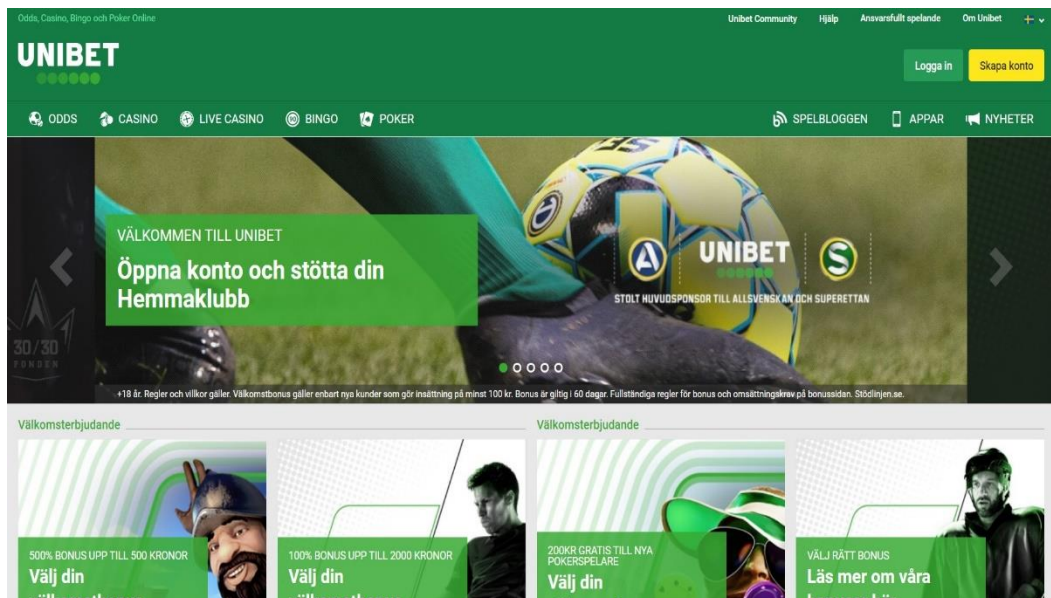 Odds, Casino, Bingo och Poker Online
Unibet Community Hjälp Ansvarsfullt spelande Om Unibet
UNIBET
Logga in Skapa konto
ODDS CASINO LIVE CASINO BINGO POKER SPELBLOGGEN APPAR NYHETER
VÄLKOMMEN TILL UNIBET
Öppna konto och stötta din
Hemmaklubb
A UNIBET S
STOLT HUVUDSPONSOR TILL ALLSVENSKAN OCH SUPERETTAN
30/30
FONDEN
+18 år. Regler och villkor gäller. Välkomstbonus gäller enbart nya kunder som gör insättning på minst 100 kr. Bonus är giltig i 60 dagar. Fullständiga regler för bonus och omsättningskrav på bonussidan. Stödlinjen.se.
Välkomsterbjudande Välkomsterbjudande
500% BONUS UPP TILL 500 KRONOR
Välj din
100% BONUS UPP TILL 2000 KRONOR
Välj din
200KR GRATIS TILL NYA
POKERSPELARE
Välj din
VÄLJ RÄTT BONUS
Läs mer om våra